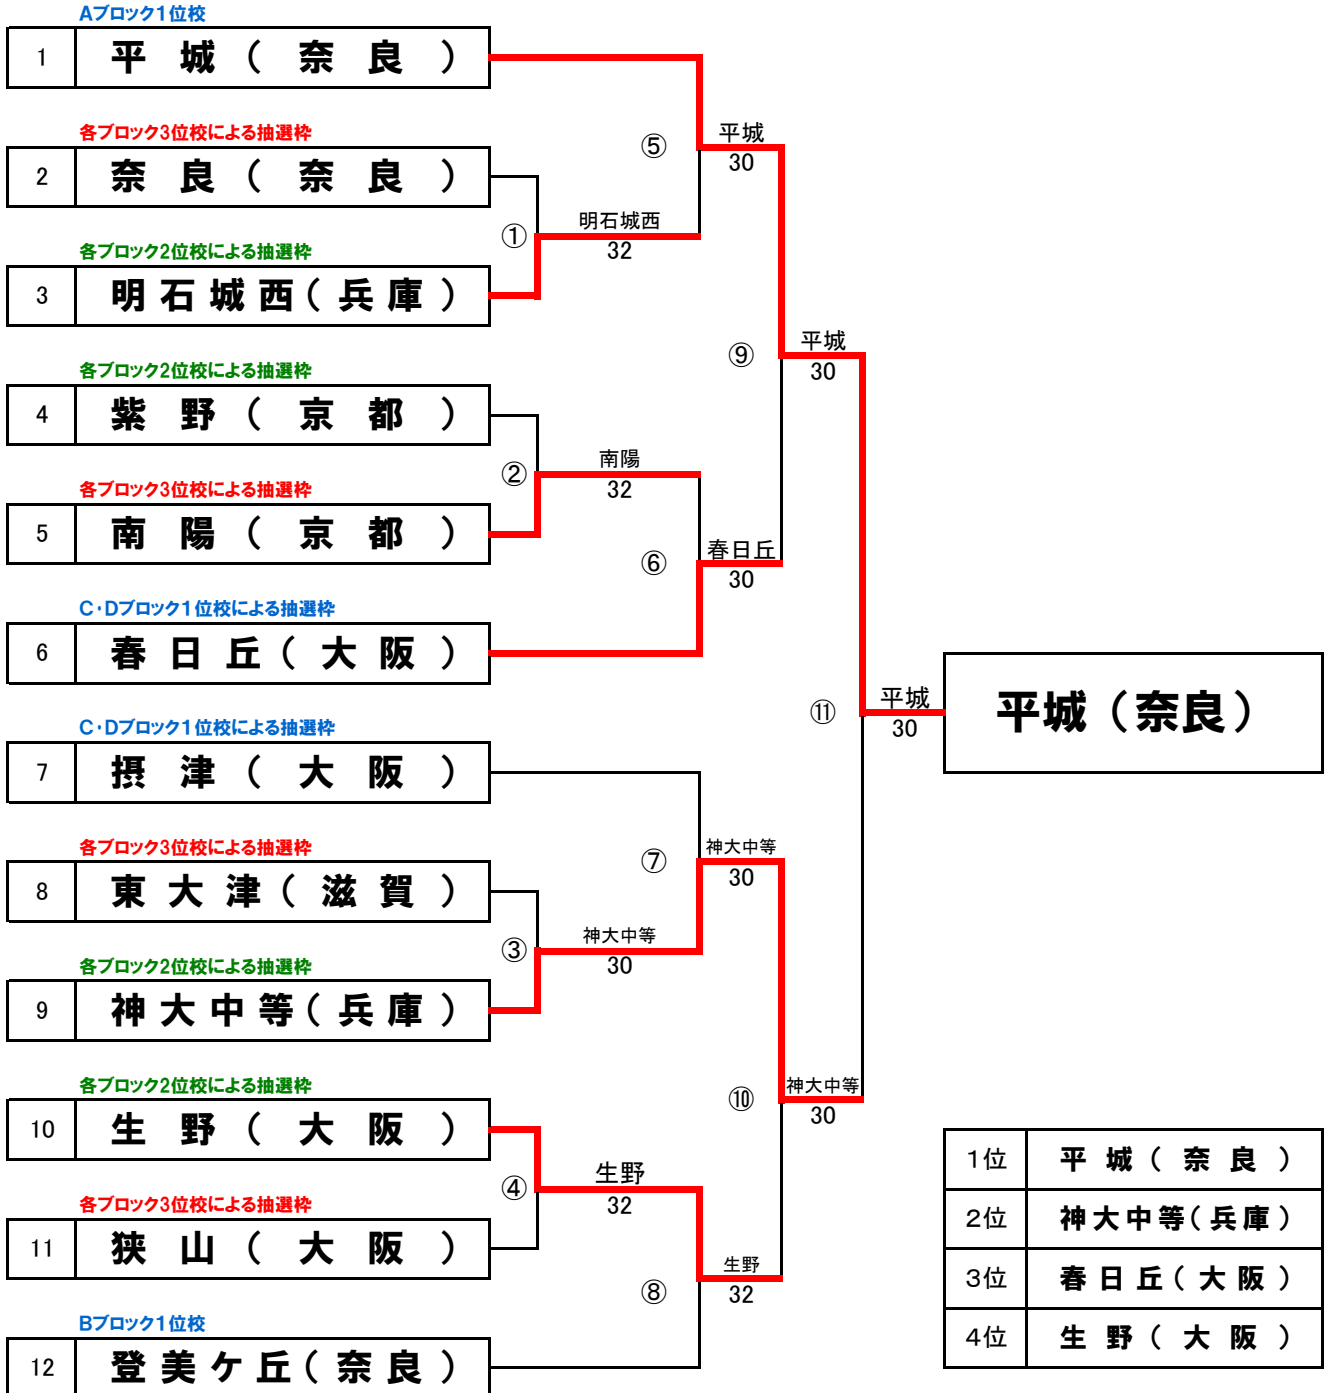 Aブロック1位校
1 平城(奈良)
各ブロック3位校による抽選枠
2 奈良(奈良)
各ブロック2位校による抽選枠
3 明石城西(兵庫)
各ブロック2位校による抽選枠
4 紫野(京都)
各ブロック3位校による抽選枠
5 南陽(京都)
C・Dブロック1位校による抽選枠
6 春日丘(大阪)
C・Dブロック1位校による抽選枠
7 摂津(大阪)
各ブロック3位校による抽選枠
8 東大津(滋賀)
各ブロック2位校による抽選枠
9 神大中等(兵庫)
各ブロック2位校による抽選枠
10 生野(大阪)
各ブロック3位校による抽選枠
11 狭山(大阪)
Bブロック1位校
12 登美ケ丘(奈良)
①
明石城西
32
②
南陽
32
③
神大中等
30
④
生野
32
⑤
平城
30
⑥
春日丘
30
⑦
神大中等
30
⑧
生野
32
⑨
平城
30
⑩
神大中等
30
⑪
平城
30
平城(奈良)
1位 平城(奈良)
2位 神大中等(兵庫)
3位 春日丘(大阪)
4位 生野(大阪)